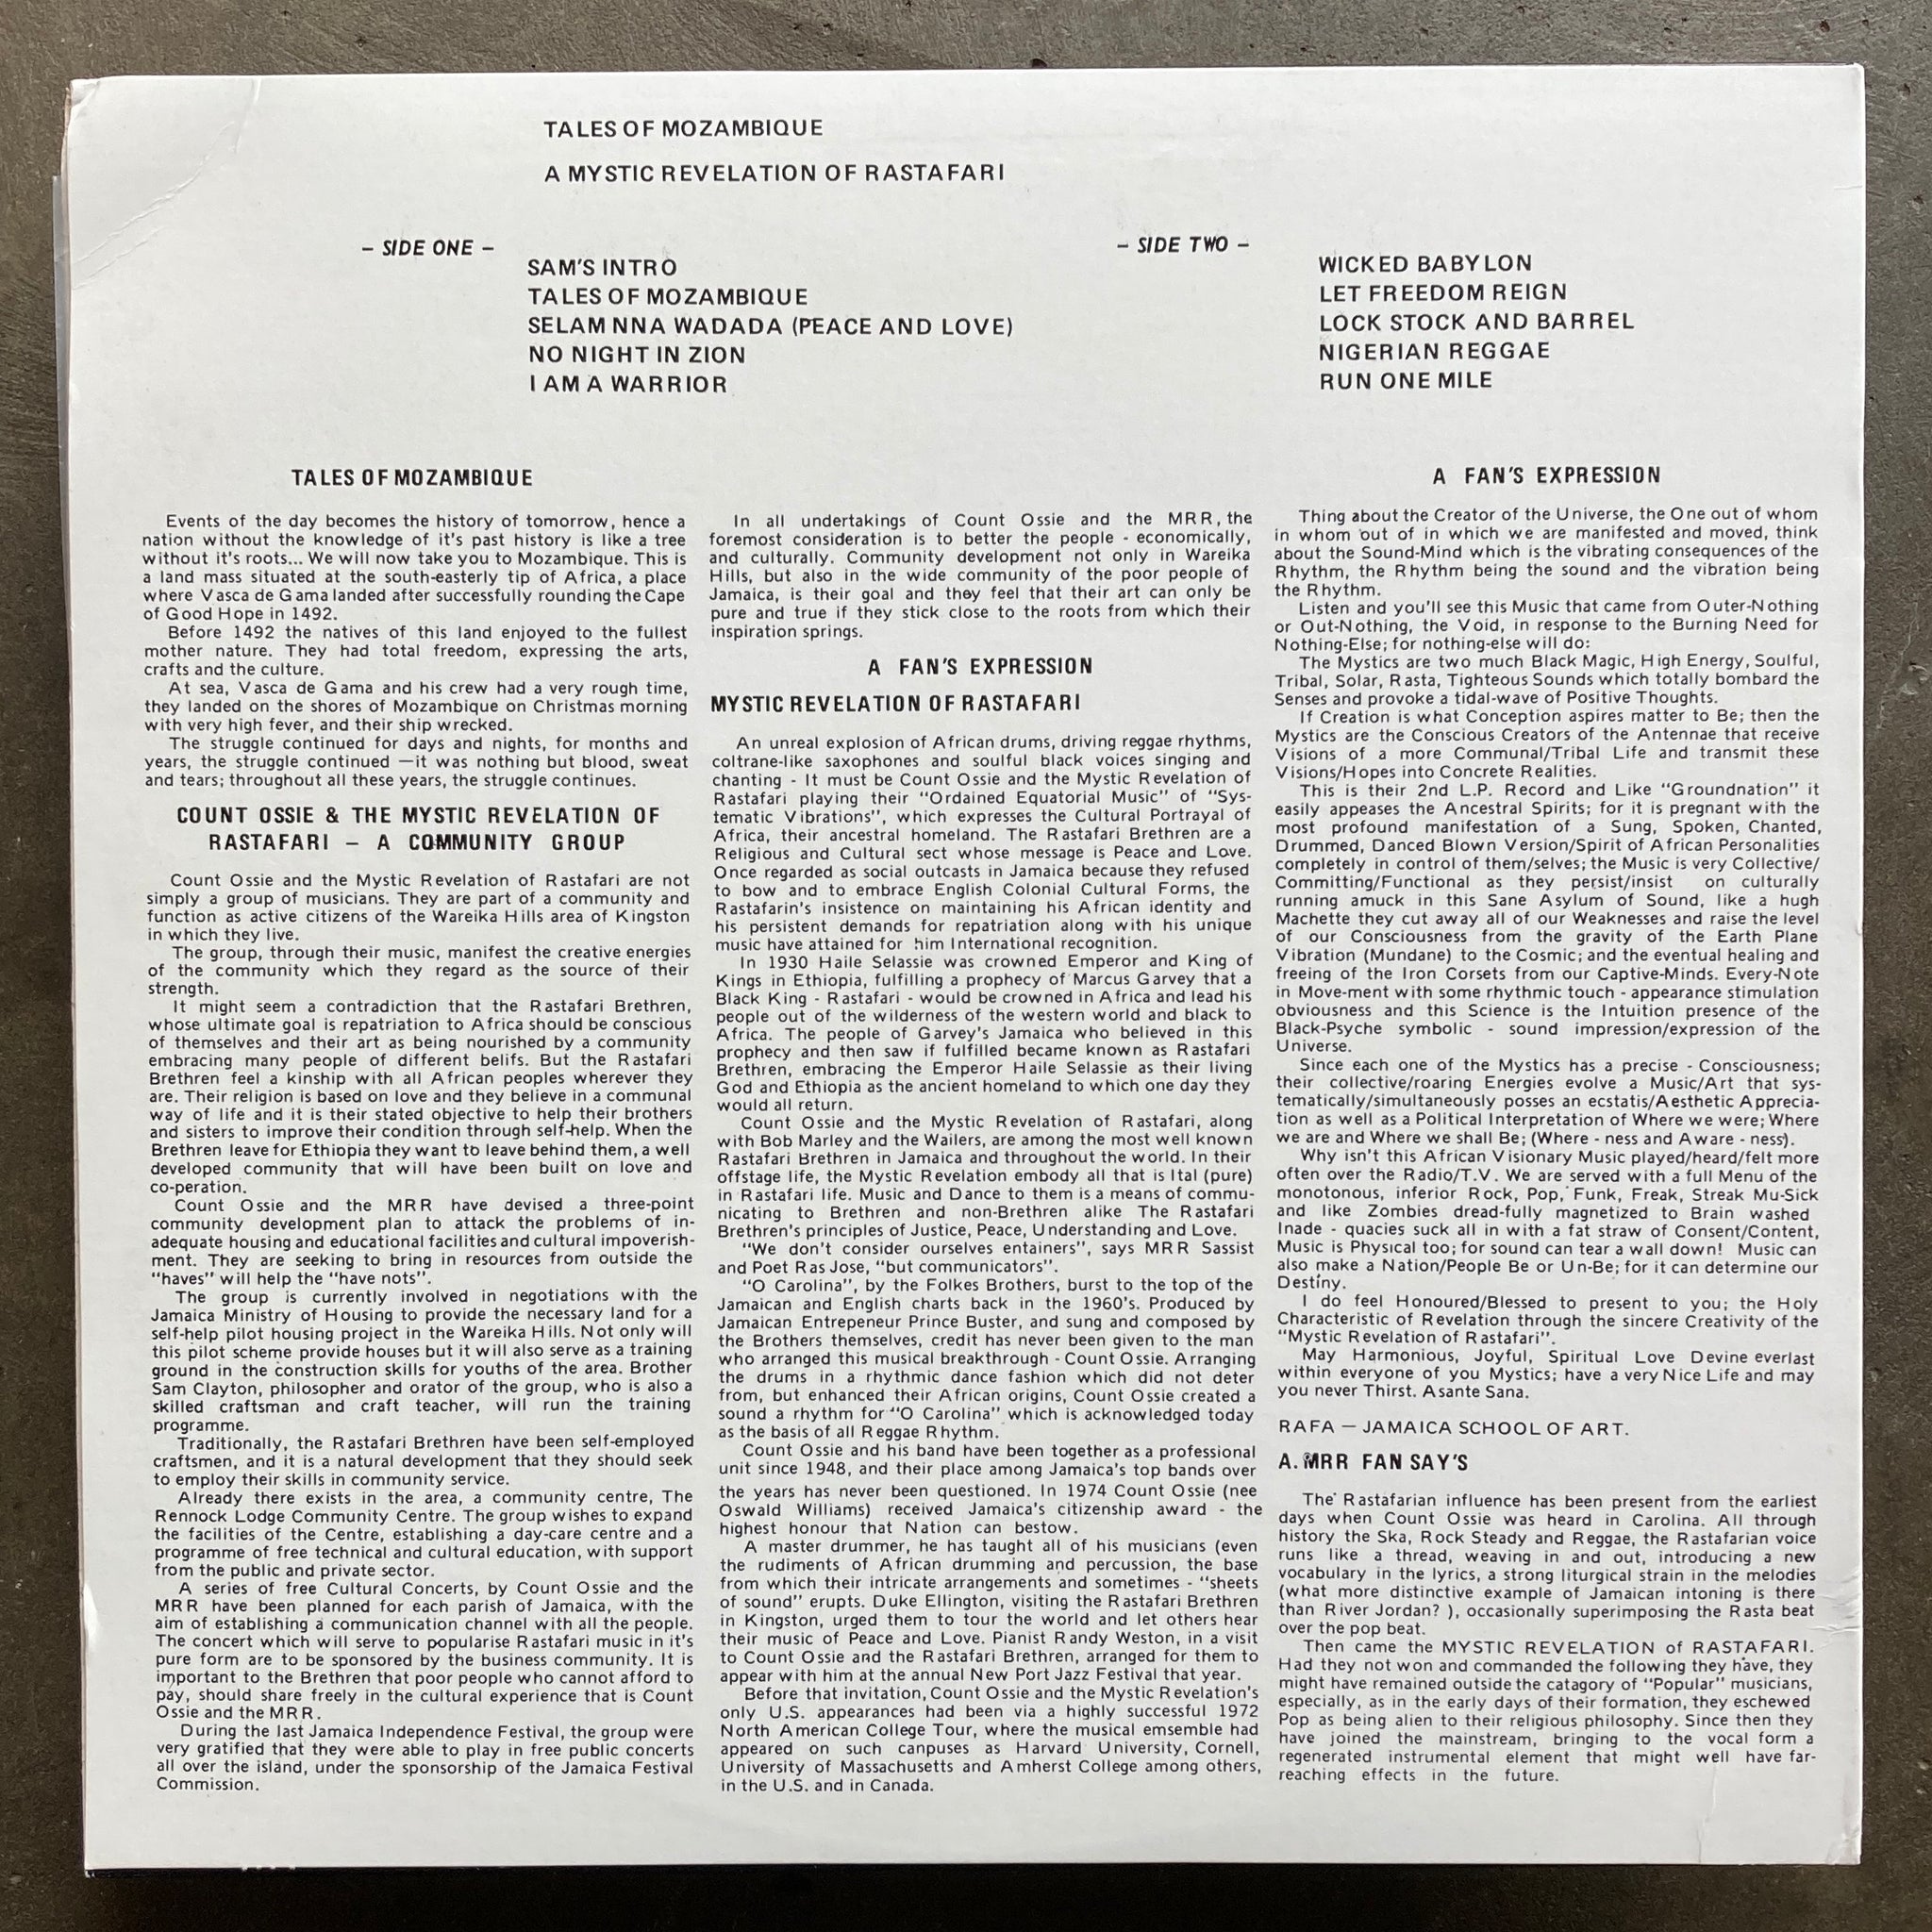 TALES OF MOZAMBIQUE
A MYSTIC REVELATION OF RASTAFARI
– SIDE ONE –
SAM'S INTRO
TALES OF MOZAMBIQUE
SELAM NNA WADADA (PEACE AND LOVE)
NO NIGHT IN ZION
I AM A WARRIOR
– SIDE TWO –
WICKED BABYLON
LET FREEDOM REIGN
LOCK STOCK AND BARREL
NIGERIAN REGGAE
RUN ONE MILE
TALES OF MOZAMBIQUE
Events of the day becomes the history of tomorrow, hence a
nation without the knowledge of it's past history is like a tree
without it's roots... We will now take you to Mozambique. This is
a land mass situated at the south-easterly tip of Africa, a place
where Vasca de Gama landed after successfully rounding the Cape
of Good Hope in 1492.
Before 1492 the natives of this land enjoyed to the fullest
mother nature. They had total freedom, expressing the arts,
crafts and the culture.
At sea, Vasca de Gama and his crew had a very rough time,
they landed on the shores of Mozambique on Christmas morning
with very high fever, and their ship wrecked.
The struggle continued for days and nights, for months and
years, the struggle continued —it was nothing but blood, sweat
and tears; throughout all these years, the struggle continues.
COUNT OSSIE & THE MYSTIC REVELATION OF
RASTAFARI – A COMMUNITY GROUP
Count Ossie and the Mystic Revelation of Rastafari are not
simply a group of musicians. They are part of a community and
function as active citizens of the Wareika Hills area of Kingston
in which they live.
The group, through their music, manifest the creative energies
of the community which they regard as the source of their
strength.
It might seem a contradiction that the Rastafari Brethren,
whose ultimate goal is repatriation to Africa should be conscious
of themselves and their art as being nourished by a community
embracing many people of different belifs. But the Rastafari
Brethren feel a kinship with all African peoples wherever they
are. Their religion is based on love and they believe in a communal
way of life and it is their stated objective to help their brothers
and sisters to improve their condition through self-help. When the
Brethren leave for Ethiopia they want to leave behind them, a well
developed community that will have been built on love and
co-peration.
Count Ossie and the MRR have devised a three-point
community development plan to attack the problems of in-
adequate housing and educational facilities and cultural impoverish-
ment. They are seeking to bring in resources from outside the
"haves" will help the "have nots".
The group is currently involved in negotiations with the
Jamaica Ministry of Housing to provide the necessary land for a
self-help pilot housing project in the Wareika Hills. Not only will
this pilot scheme provide houses but it will also serve as a training
ground in the construction skills for youths of the area. Brother
Sam Clayton, philosopher and orator of the group, who is also a
skilled craftsman and craft teacher, will run the training
programme.
Traditionally, the Rastafari Brethren have been self-employed
craftsmen, and it is a natural development that they should seek
to employ their skills in community service.
Already there exists in the area, a community centre, The
Rennock Lodge Community Centre. The group wishes to expand
the facilities of the Centre, establishing a day-care centre and a
programme of free technical and cultural education, with support
from the public and private sector.
A series of free Cultural Concerts, by Count Ossie and the
MRR have been planned for each parish of Jamaica, with the
aim of establishing a communication channel with all the people.
The concert which will serve to popularise Rastafari music in it's
pure form are to be sponsored by the business community. It is
important to the Brethren that poor people who cannot afford to
pay, should share freely in the cultural experience that is Count
Ossie and the MRR.
During the last Jamaica Independence Festival, the group were
very gratified that they were able to play in free public concerts
all over the island, under the sponsorship of the Jamaica Festival
Commission.
In all undertakings of Count Ossie and the MRR, the
foremost consideration is to better the people - economically,
and culturally. Community development not only in Wareika
Hills, but also in the wide community of the poor people of
Jamaica, is their goal and they feel that their art can only be
pure and true if they stick close to the roots from which their
inspiration springs.
A FAN'S EXPRESSION
MYSTIC REVELATION OF RASTAFARI
An unreal explosion of African drums, driving reggae rhythms,
coltrane-like saxophones and soulful black voices singing and
chanting - It must be Count Ossie and the Mystic Revelation of
Rastafari playing their "Ordained Equatorial Music" of "Sys-
tematic Vibrations", which expresses the Cultural Portrayal of
Africa, their ancestral homeland. The Rastafari Brethren are a
Religious and Cultural sect whose message is Peace and Love.
Once regarded as social outcasts in Jamaica because they refused
to bow and to embrace English Colonial Cultural Forms, the
Rastafarin's insistence on maintaining his African identity and
his persistent demands for repatriation along with his unique
music have attained for him International recognition.
In 1930 Haile Selassie was crowned Emperor and King of
Kings in Ethiopia, fulfilling a prophecy of Marcus Garvey that a
Black King - Rastafari - would be crowned in Africa and lead his
people out of the wilderness of the western world and black to
Africa. The people of Garvey's Jamaica who believed in this
prophecy and then saw if fulfilled became known as Rastafari
Brethren, embracing the Emperor Haile Selassie as their living
God and Ethiopia as the ancient homeland to which one day they
would all return.
Count Ossie and the Mystic Revelation of Rastafari, along
with Bob Marley and the Wailers, are among the most well known
Rastafari Brethren in Jamaica and throughout the world. In their
offstage life, the Mystic Revelation embody all that is Ital (pure)
in Rastafari life. Music and Dance to them is a means of commu-
nicating to Brethren and non-Brethren alike The Rastafari
Brethren's principles of Justice, Peace, Understanding and Love.
"We don't consider ourselves entainers", says MRR Sassist
and Poet Ras Jose, "but communicators".
"O Carolina", by the Folkes Brothers, burst to the top of the
Jamaican and English charts back in the 1960's. Produced by
Jamaican Entrepeneur Prince Buster, and sung and composed by
the Brothers themselves, credit has never been given to the man
who arranged this musical breakthrough - Count Ossie. Arranging
the drums in a rhythmic dance fashion which did not deter
from, but enhanced their African origins, Count Ossie created a
sound a rhythm for "O Carolina" which is acknowledged today
as the basis of all Reggae Rhythm.
Count Ossie and his band have been together as a professional
unit since 1948, and their place among Jamaica's top bands over
the years has never been questioned. In 1974 Count Ossie (nee
Oswald Williams) received Jamaica's citizenship award - the
highest honour that Nation can bestow.
A master drummer, he has taught all of his musicians (even
the rudiments of African drumming and percussion, the base
from which their intricate arrangements and sometimes - "sheets
of sound" erupts. Duke Ellington, visiting the Rastafari Brethren
in Kingston, urged them to tour the world and let others hear
their music of Peace and Love. Pianist Randy Weston, in a visit
to Count Ossie and the Rastafari Brethren, arranged for them to
appear with him at the annual New Port Jazz Festival that year.
Before that invitation, Count Ossie and the Mystic Revelation's
only U.S. appearances had been via a highly successful 1972
North American College Tour, where the musical emsemble had
appeared on such canpuses as Harvard University, Cornell,
University of Massachusetts and Amherst College among others,
in the U.S. and in Canada.
A FAN'S EXPRESSION
Thing about the Creator of the Universe, the One out of whom
in whom out of in which we are manifested and moved, think
about the Sound-Mind which is the vibrating consequences of the
Rhythm, the Rhythm being the sound and the vibration being
the Rhythm.
Listen and you'll see this Music that came from Outer-Nothing
or Out-Nothing, the Void, in response to the Burning Need for
Nothing-Else; for nothing-else will do:
The Mystics are two much Black Magic, High Energy, Soulful,
Tribal, Solar, Rasta, Tighteous Sounds which totally bombard the
Senses and provoke a tidal-wave of Positive Thoughts.
If Creation is what Conception aspires matter to Be; then the
Mystics are the Conscious Creators of the Antennae that receive
Visions of a more Communal/Tribal Life and transmit these
Visions/Hopes into Concrete Realities.
This is their 2nd L.P. Record and Like "Groundnation" it
easily appeases the Ancestral Spirits; for it is pregnant with the
most profound manifestation of a Sung, Spoken, Chanted,
Drummed, Danced Blown Version/Spirit of African Personalities
completely in control of them/selves; the Music is very Collective/
Committing/Functional as they persist/insist on culturally
running amuck in this Sane Asylum of Sound, like a hugh
Machette they cut away all of our Weaknesses and raise the level
of our Consciousness from the gravity of the Earth Plane
Vibration (Mundane) to the Cosmic; and the eventual healing and
freeing of the Iron Corsets from our Captive-Minds. Every-Note
in Move-ment with some rhythmic touch - appearance stimulation
obviousness and this Science is the Intuition presence of the
Black-Psyche symbolic - sound impression/expression of the
Universe.
Since each one of the Mystics has a precise - Consciousness;
their collective/roaring Energies evolve a Music/Art that sys-
tematically/simultaneously posses an ecstatis/Aesthetic Apprecia-
tion as well as a Political Interpretation of Where we were; Where
we are and Where we shall Be; (Where - ness and Aware - ness).
Why isn't this African Visionary Music played/heard/felt more
often over the Radio/T.V. We are served with a full Menu of the
monotonous, inferior Rock, Pop, Funk, Freak, Streak Mu-Sick
and like Zombies dread-fully magnetized to Brain washed
Inade - quacies suck all in with a fat straw of Consent/Content,
Music is Physical too; for sound can tear a wall down! Music can
also make a Nation/People Be or Un-Be; for it can determine our
Destiny.
I do feel Honoured/Blessed to present to you; the Holy
Characteristic of Revelation through the sincere Creativity of the
"Mystic Revelation of Rastafari".
May Harmonious, Joyful, Spiritual Love Devine everlast
within everyone of you Mystics; have a very Nice Life and may
you never Thirst. Asante Sana.
RAFA — JAMAICA SCHOOL OF ART.
A. MRR FAN SAY'S
The Rastafarian influence has been present from the earliest
days when Count Ossie was heard in Carolina. All through
history the Ska, Rock Steady and Reggae, the Rastafarian voice
runs like a thread, weaving in and out, introducing a new
vocabulary in the lyrics, a strong liturgical strain in the melodies
(what more distinctive example of Jamaican intoning is there
than River Jordan? ), occasionally superimposing the Rasta beat
over the pop beat.
Then came the MYSTIC REVELATION of RASTAFARI.
Had they not won and commanded the following they have, they
might have remained outside the catagory of "Popular" musicians,
especially, as in the early days of their formation, they eschewed
Pop as being alien to their religious philosophy. Since then they
have joined the mainstream, bringing to the vocal form a
regenerated instrumental element that might well have far-
reaching effects in the future.